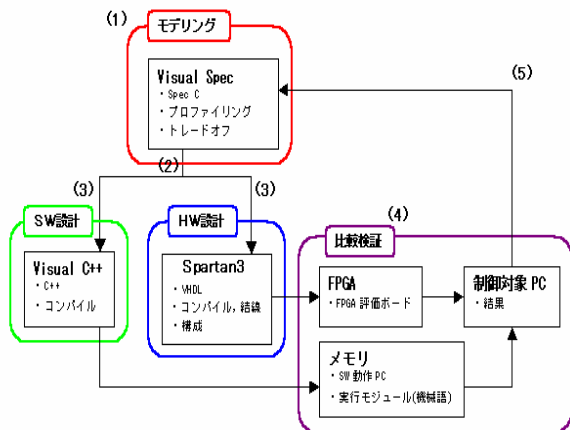 (1)
モデリング
Visual Spec
・Spec C
・プロファイリング
・トレードオフ
(5)
(2)
(3)
(3)
(4)
SW設計
HW設計
比較検証
Visual C++
・C++
・コンパイル
Spartan3
・VHDL
・コンパイル，結線
・構成
FPGA
・FPGA 評価ボード
制御対象 PC
・結果
メモリ
・SW 動作 PC
・実行モジュール(機械語)